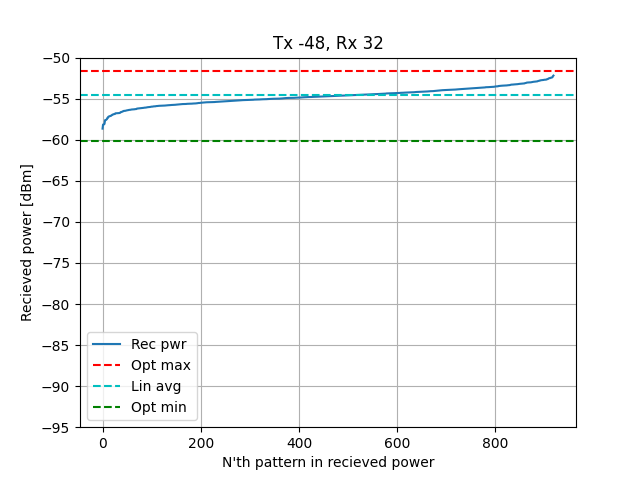 Tx -48, Rx 32
Recieved power [dBm]
−50
−55
−60
−65
−70
−75
−80
−85
−90
−95
Rec pwr
Opt max
Lin avg
Opt min
0 200 400 600 800
N'th pattern in recieved power